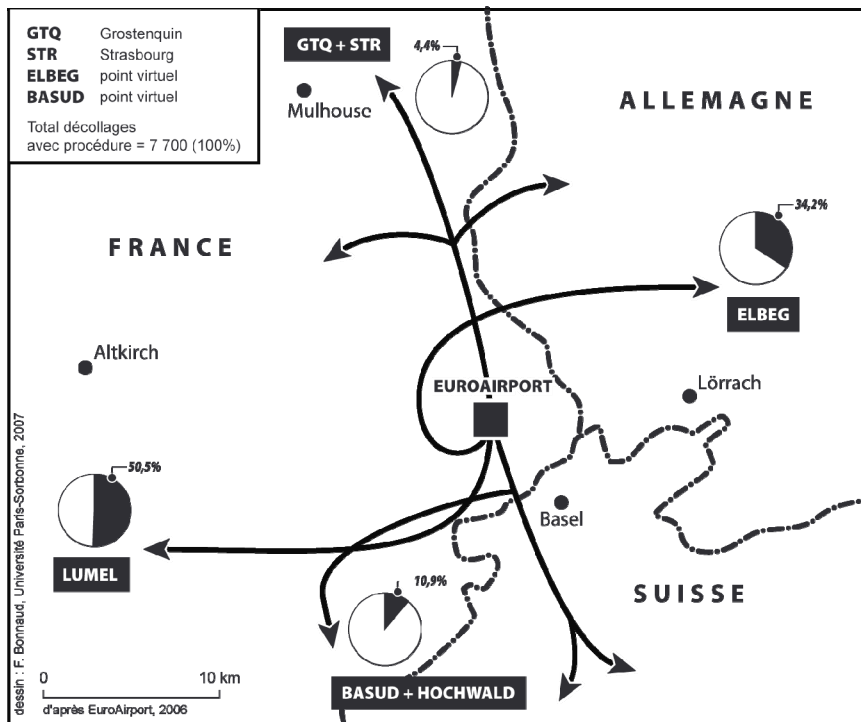 GTQ Grostenquin
STR Strasbourg
ELBEG point virtuel
BASUD point virtuel
Total décollages
avec procédure = 7 700 (100%)
GTQ + STR
4,4%
Mulhouse
ALLEMAGNE
34,2%
FRANCE
ELBEG
Altkirch
EUROAIRPORT
Lörrach
50,5%
Basel
LUMEL
10,9%
SUISSE
BASUD + HOCHWALD
0 10 km
d'après EuroAirport, 2006
dessin : F. Bonnaud, Université Paris-Sorbonne, 2007